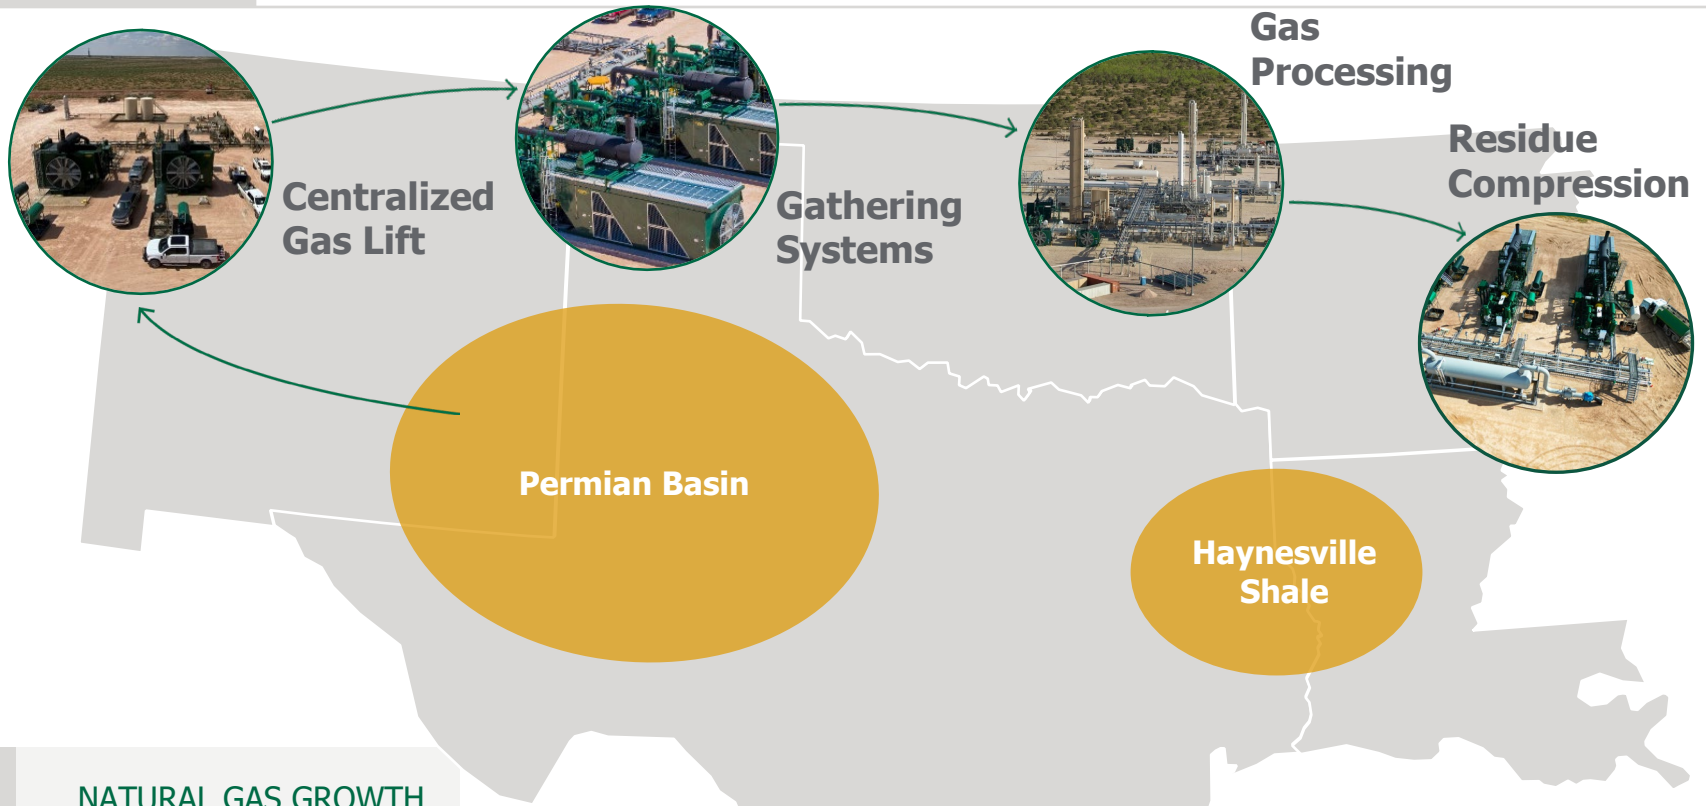 Gas
Processing
Residue
Compression
Centralized
Gas Lift
Gathering
Systems
Permian Basin
Haynesville
Shale
NATURAL GAS GROWTH